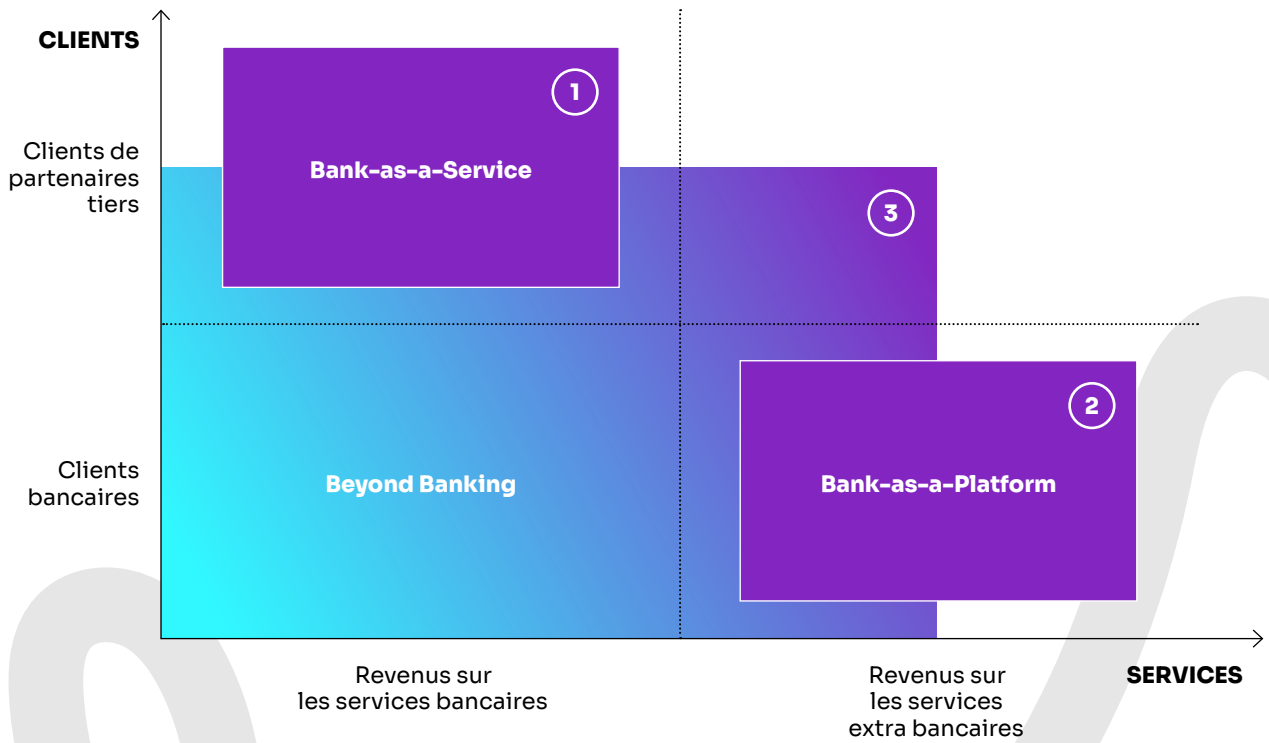 CLIENTS
1
Clients de
partenaires
tiers
Bank-as-a-Service
3
2
Clients
bancaires
Beyond Banking
Bank-as-a-Platform
Revenus sur
les services bancaires
Revenus sur
les services
extra bancaires
SERVICES